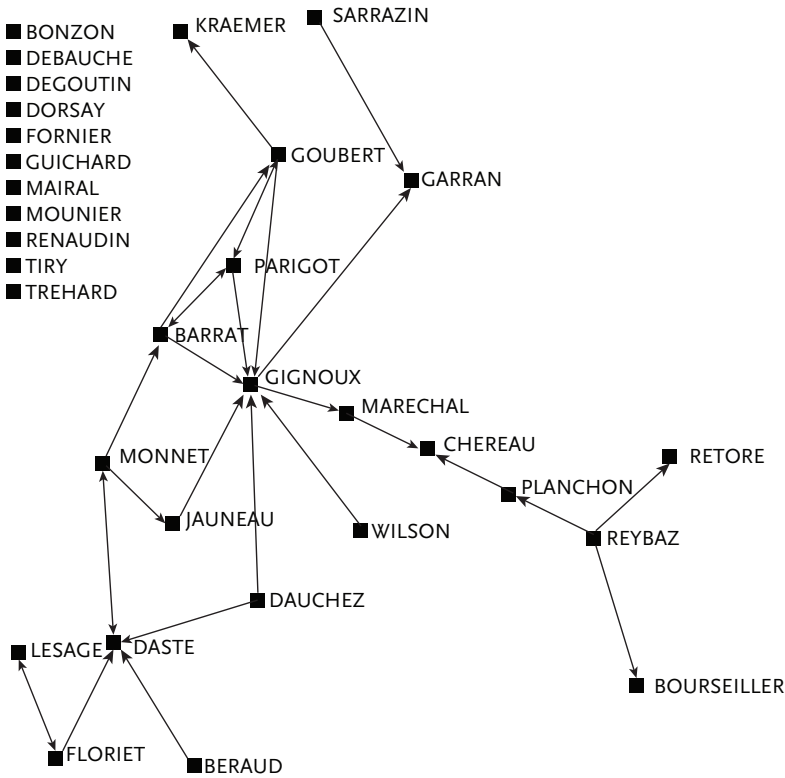 BONZON
DEBAUCHE
DEGOUTIN
DORSAY
FORNIER
GUICHARD
MAIRAL
MOUNIER
RENAUDIN
TIRY
TREHARD
KRAEMER
SARRAZIN
GOUBERT
GARRAN
PARIGOT
BARRAT
GIGNOUX
MARECHAL
CHEREAU
MONNET
RETORE
PLANCHON
JAUNEAU
WILSON
REYBAZ
DAUCHEZ
LESAGE
DASTE
BOURSEILLER
FLORIET
BERAUD